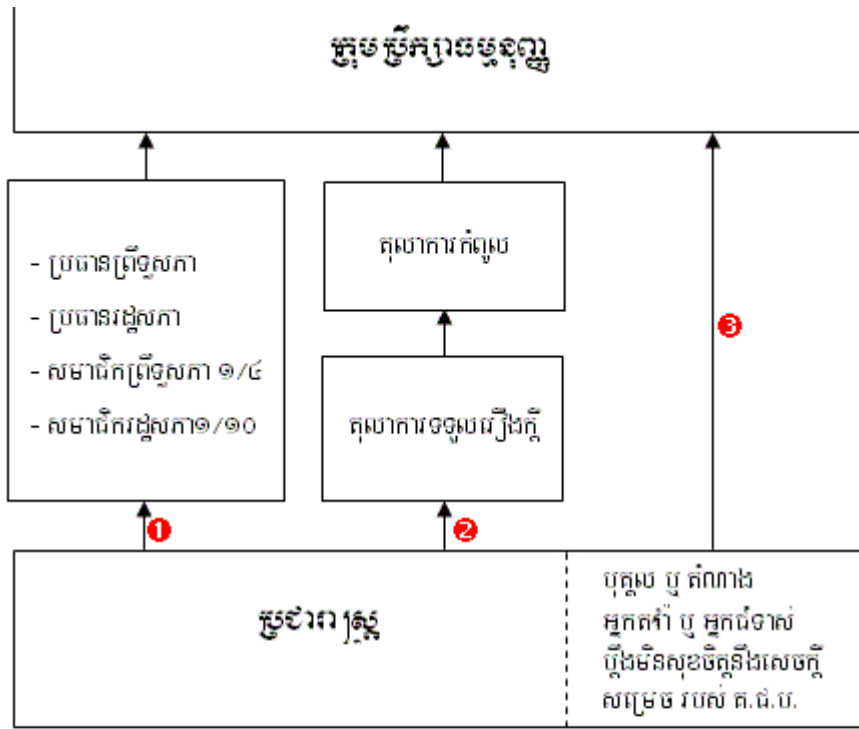 ក្រុមប្រឹក្សាធម្មនុញ្ញ
- ប្រធានព្រឹទ្ធសភា
- ប្រធានរដ្ឋសភា
- សមាជិកព្រឹទ្ធសភា ១/៤
- សមាជិករដ្ឋសភា១/១០
តុលាការកំពូល
តុលាការទទួលរឿងក្តី
❶
❷
❸
ប្រជារាស្ត្រ
បុគ្គល ឬ តំណាង
អ្នកតវ៉ា ឬ អ្នកជំទាស់
ប្តឹងមិនសុខចិត្តនឹងសេចក្តី
សម្រេច របស់ គ.ជ.ប.